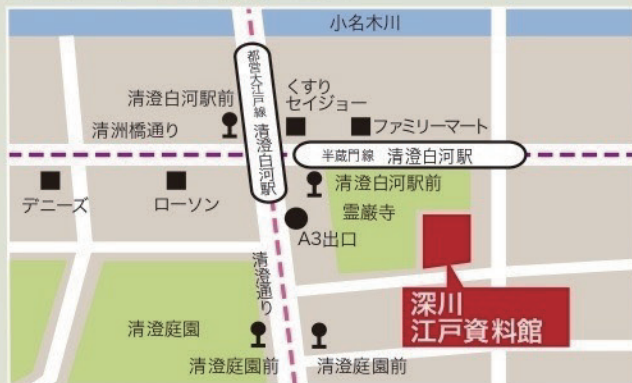 小名木川
都営大江戸線 清澄白河駅
清澄白河駅前
くすり
セイジョー
ファミリーマート
清洲橋通り
半蔵門線 清澄白河駅
デニーズ
ローソン
清澄白河駅前
霊巌寺
A3出口
清澄通り
深川
江戸資料館
清澄庭園
清澄庭園前
清澄庭園前